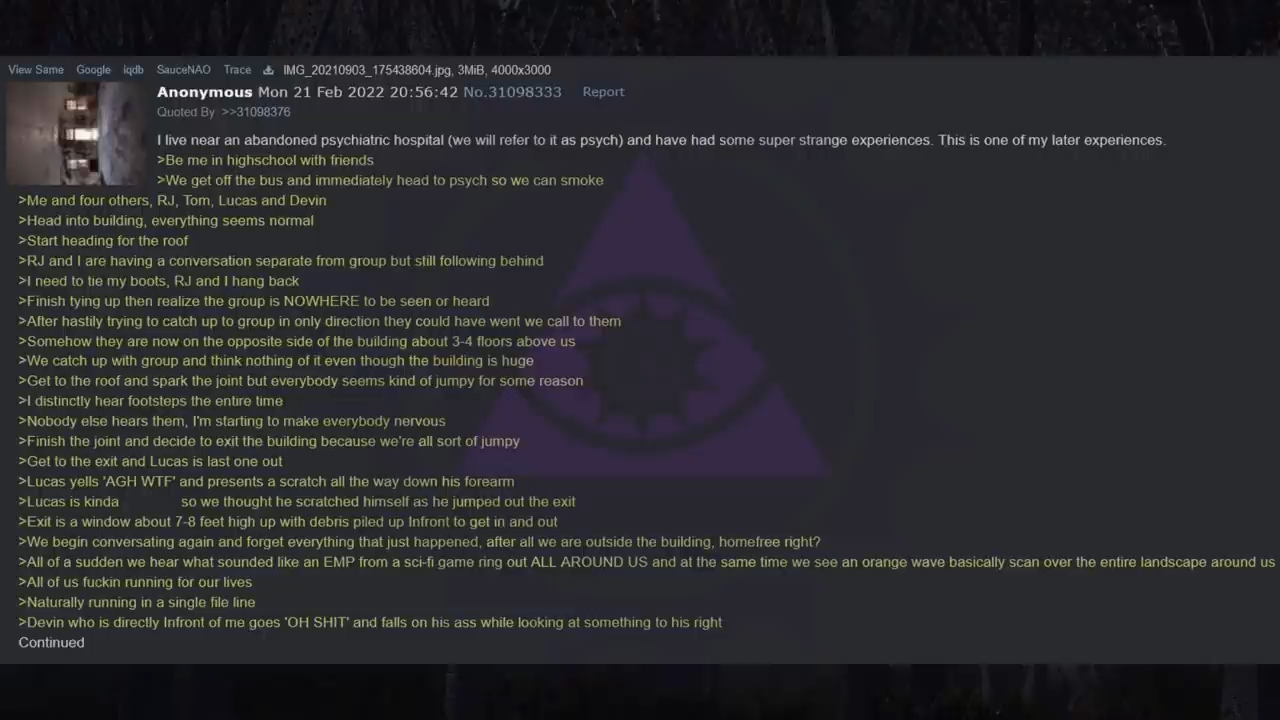 View Same Google iqdb SauceNAO Trace IMG_20210903_175438604.jpg, 3MiB, 4000x3000
Anonymous Mon 21 Feb 2022 20:56:42 No.31098333 Report
Quoted By >>31098376
I live near an abandoned psychiatric hospital (we will refer to it as psych) and have had some super strange experiences. This is one of my later experiences.
>Be me in highschool with friends
>We get off the bus and immediately head to psych so we can smoke
>Me and four others, RJ, Tom, Lucas and Devin
>Head into building, everything seems normal
>Start heading for the roof
>RJ and I are having a conversation separate from group but still following behind
>I need to tie my boots, RJ and I hang back
>Finish tying up then realize the group is NOWHERE to be seen or heard
>After hastily trying to catch up to group in only direction they could have went we call to them
>Somehow they are now on the opposite side of the building about 3-4 floors above us
>We catch up with group and think nothing of it even though the building is huge
>Get to the roof and spark the joint but everybody seems kind of jumpy for some reason
>I distinctly hear footsteps the entire time
>Nobody else hears them, I'm starting to make everybody nervous
>Finish the joint and decide to exit the building because we're all sort of jumpy
>Get to the exit and Lucas is last one out
>Lucas yells 'AGH WTF' and presents a scratch all the way down his forearm
>Lucas is kinda so we thought he scratched himself as he jumped out the exit
>Exit is a window about 7-8 feet high up with debris piled up Infront to get in and out
>We begin conversating again and forget everything that just happened, after all we are outside the building, homefree right?
>All of a sudden we hear what sounded like an EMP from a sci-fi game ring out ALL AROUND US and at the same time we see an orange wave basically scan over the entire landscape around us
>All of us fuckin running for our lives
>Naturally running in a single file line
>Devin who is directly Infront of me goes 'OH SHIT' and falls on his ass while looking at something to his right
Continued